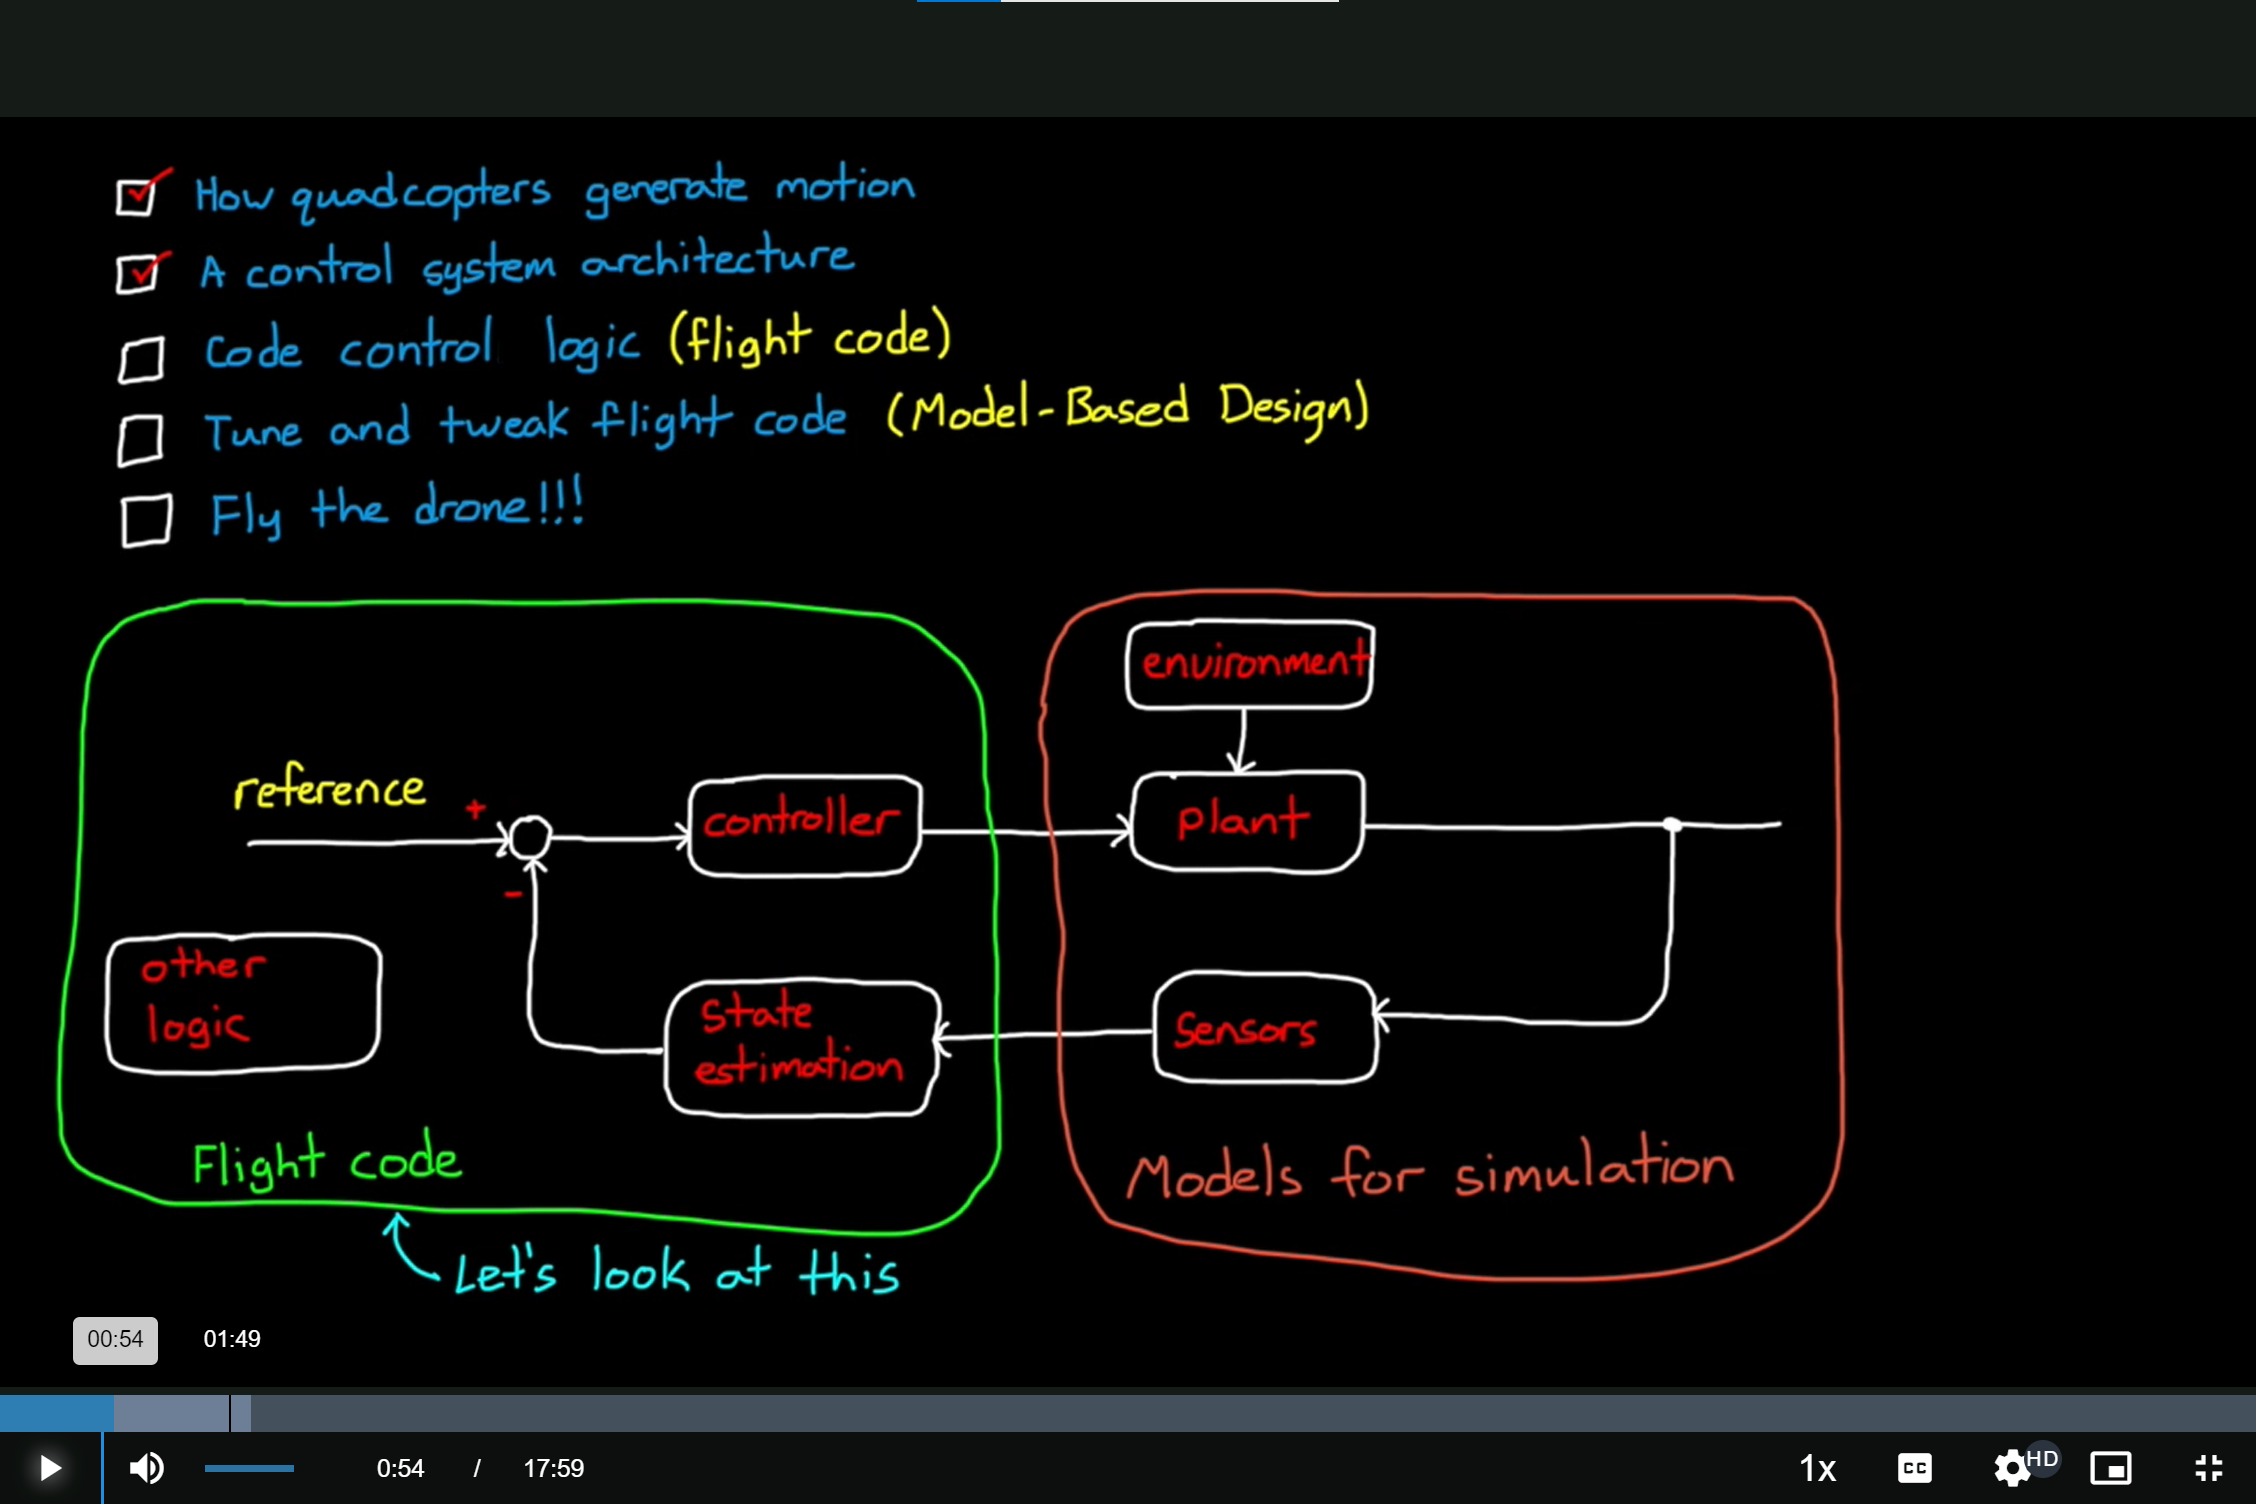 How quadcopters generate motion
A control system architecture
Code control logic (flight code)
Tune and tweak flight code (Model-Based Design)
Fly the drone!!!
environment
reference
+
controller
plant
-
other
logic
State
estimation
Sensors
Flight code
Models for simulation
Let's look at this
00:54 01:49
0:54 / 17:59
1x
CC
HD